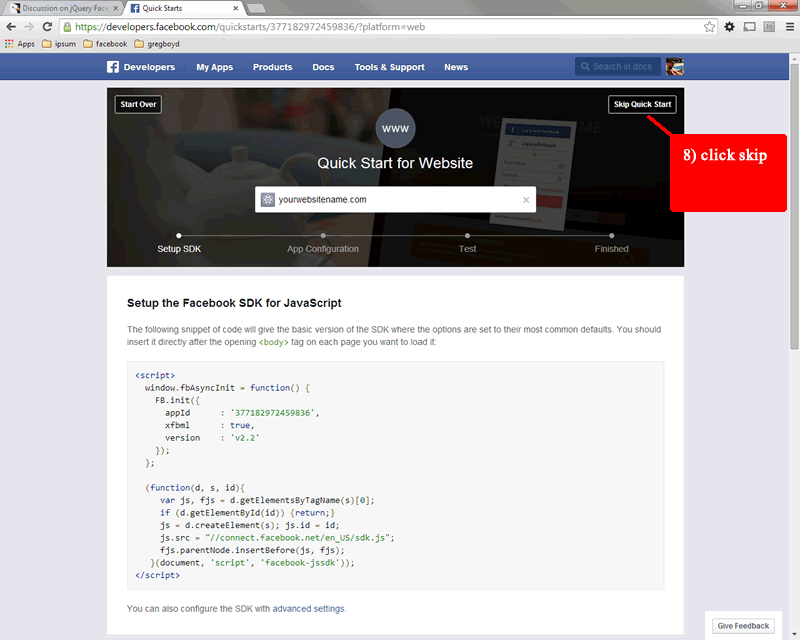 Discussion on jQuery Face
Quick Starts
https://developers.facebook.com/quickstarts/377182972459836/?platform=web
Apps ipsum facebook gregboyd
Developers My Apps Products Docs Tools & Support News Search in docs
Start Over
Skip Quick Start
8) click skip
www
Quick Start for Website
yourwebsitename.com
Setup SDK App Configuration Test Finished
Setup the Facebook SDK for JavaScript
The following snippet of code will give the basic version of the SDK where the options are set to their most common defaults. You should
insert it directly after the opening <body> tag on each page you want to load it:
<script>
window.fbAsyncInit = function() {
FB.init({
appId : '377182972459836',
xfbml : true,
version : 'v2.2'
});
};
(function(d, s, id){
var js, fjs = d.getElementsByTagName(s)[0];
if (d.getElementById(id)) {return;}
js = d.createElement(s); js.id = id;
js.src = "//connect.facebook.net/en_US/sdk.js";
fjs.parentNode.insertBefore(js, fjs);
}(document, 'script', 'facebook-jssdk'));
</script>
You can also configure the SDK with advanced settings.
Give Feedback